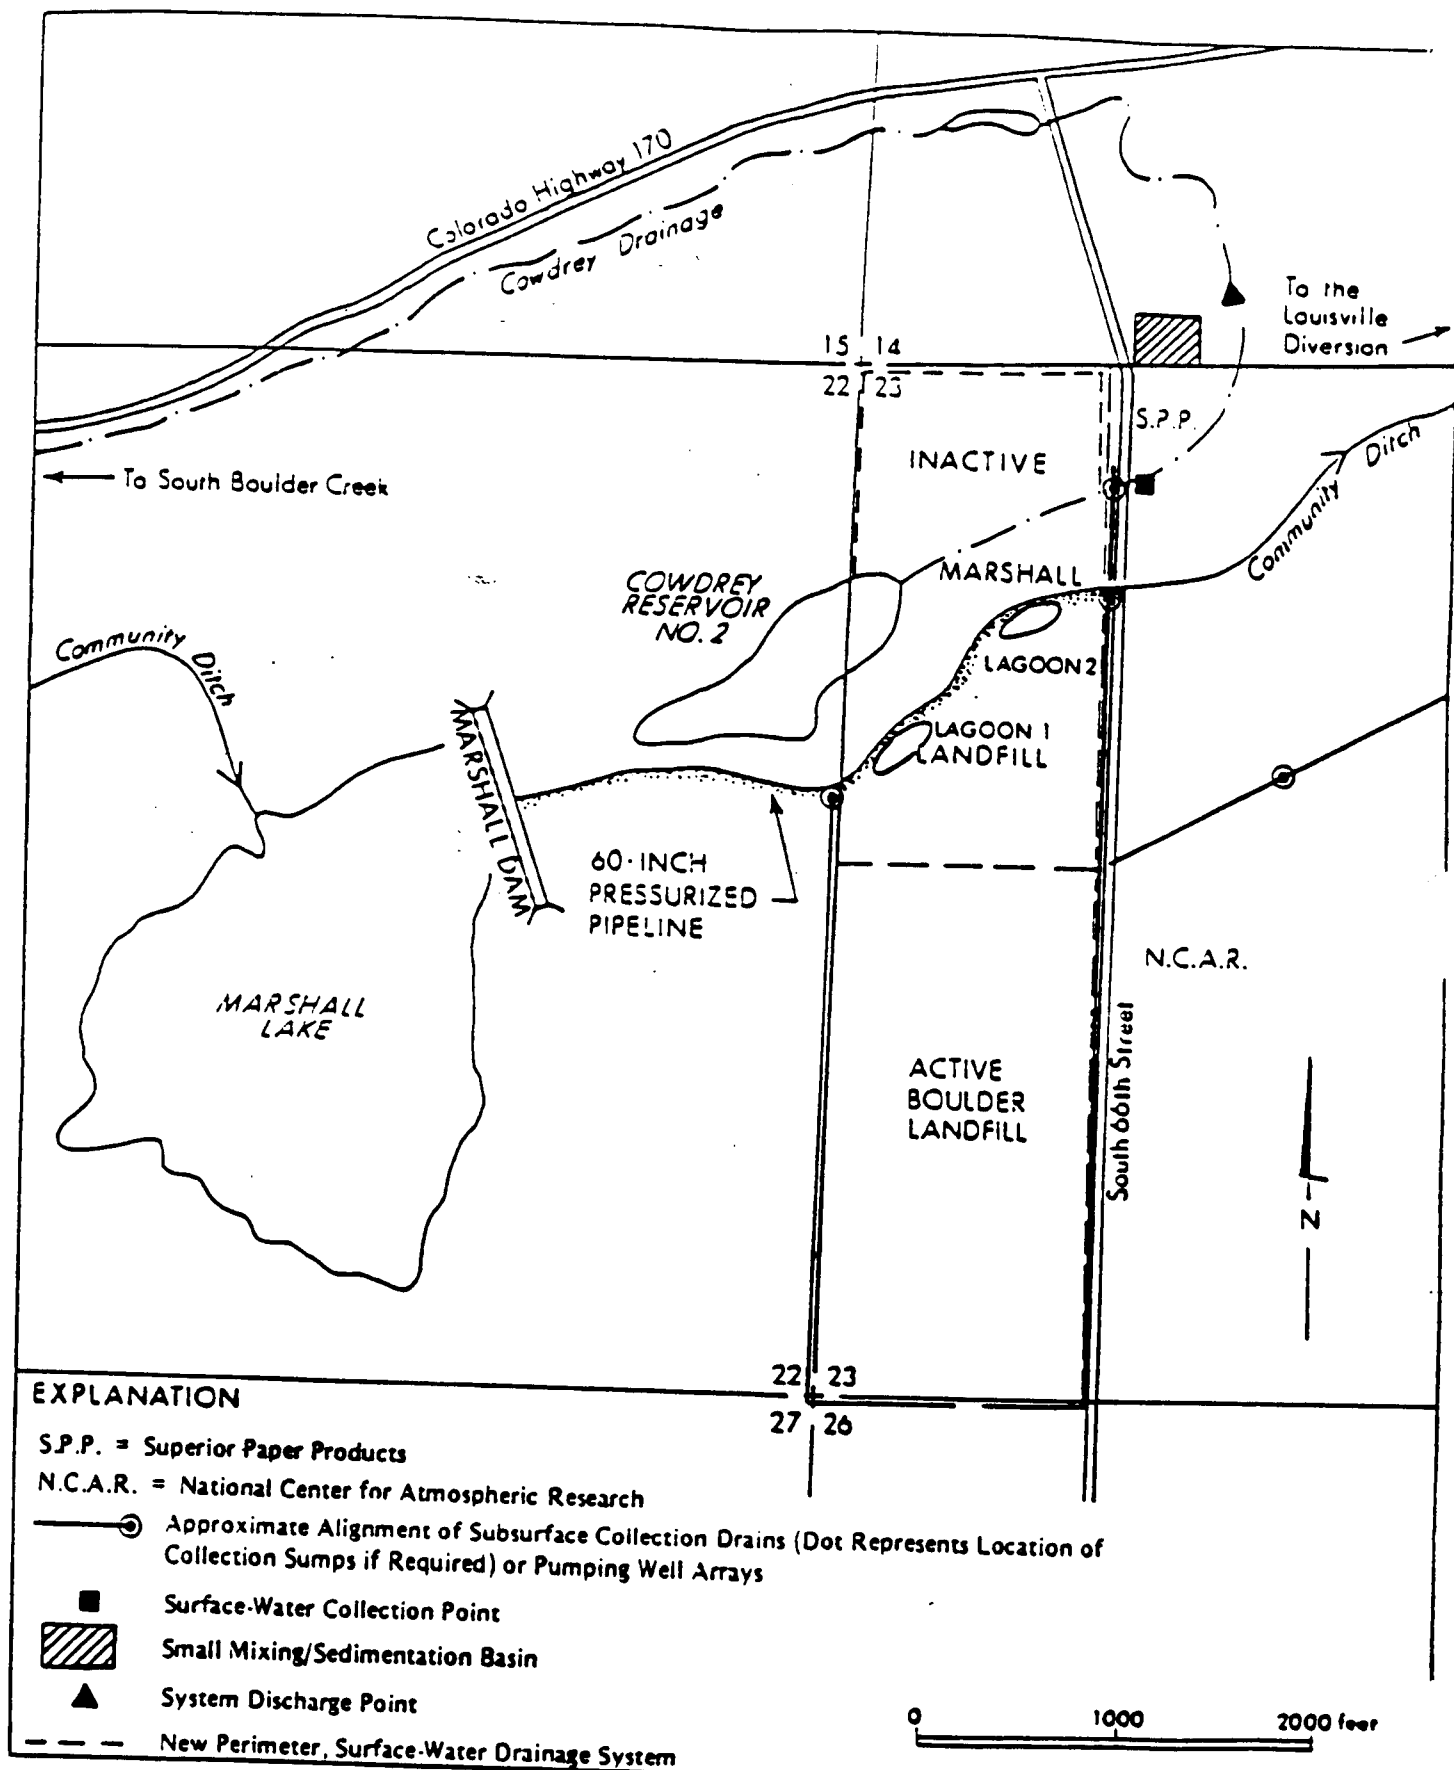 Colorado Highway 170
Cowdrey Drainage
To the
Louisville
Diversion
15 14
22 23
S.P.P.
To South Boulder Creek
INACTIVE
Community Ditch
COWDREY
RESERVOIR
NO. 2
MARSHALL
Community Ditch
LAGOON 2
LAGOON 1
LANDFILL
MARSHALL DAM
60-INCH
PRESSURIZED
PIPELINE
N.C.A.R.
MARSHALL
LAKE
ACTIVE
BOULDER
LANDFILL
South 66th Street
N
22 23
27 26
EXPLANATION
S.P.P. = Superior Paper Products
N.C.A.R. = National Center for Atmospheric Research
Approximate Alignment of Subsurface Collection Drains (Dot Represents Location of
Collection Sumps if Required) or Pumping Well Arrays
Surface-Water Collection Point
Small Mixing/Sedimentation Basin
System Discharge Point
New Perimeter, Surface-Water Drainage System
0 1000 2000 feet